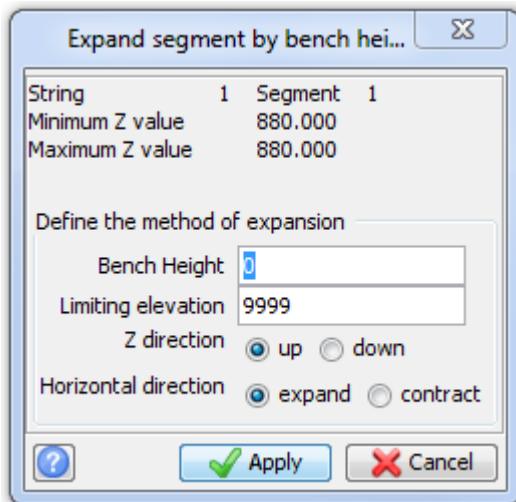 Expand segment by bench hei...
String 1 Segment 1
Minimum Z value 880.000
Maximum Z value 880.000
Define the method of expansion
Bench Height 0
Limiting elevation 9999
Z direction up down
Horizontal direction expand contract
? Apply Cancel